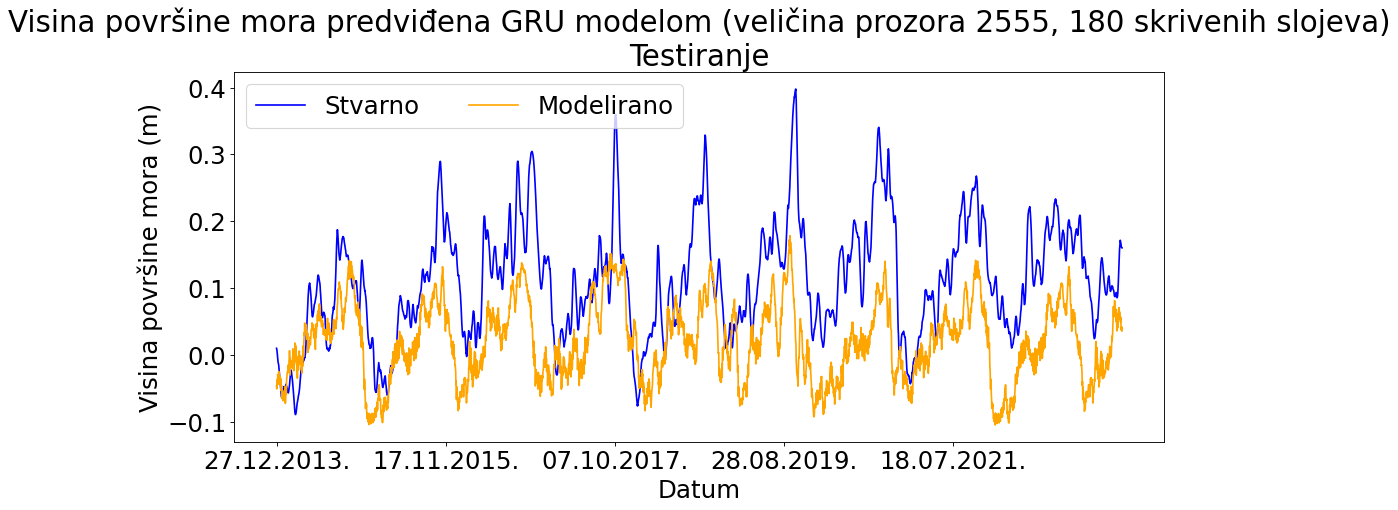 Visina površine mora predviđena GRU modelom (veličina prozora 2555, 180 skrivenih slojeva)
Testiranje
Stvarno
Modelirano
Visina površine mora (m)
0.4
0.3
0.2
0.1
0.0
−0.1
27.12.2013.
17.11.2015.
07.10.2017.
28.08.2019.
18.07.2021.
Datum